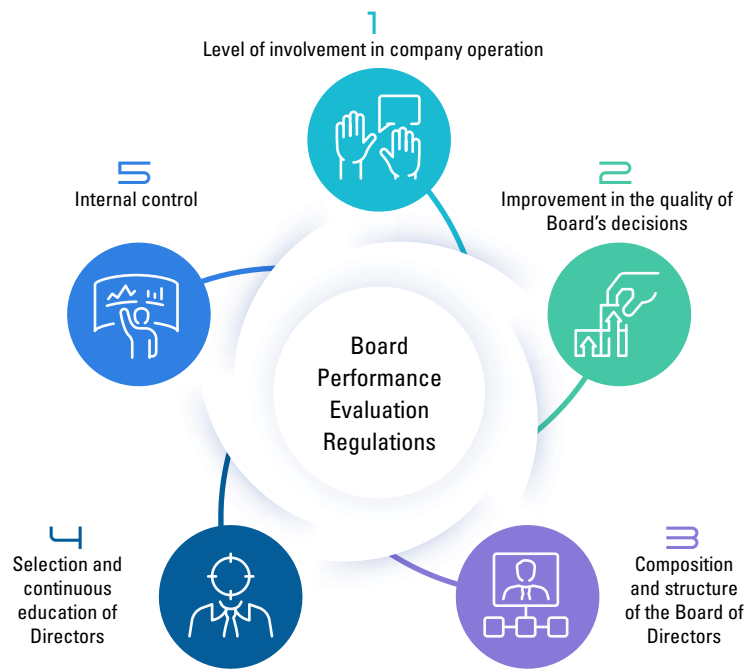 1
Level of involvement in company operation
2
Improvement in the quality of
Board's decisions
3
Composition
and structure
of the Board of
Directors
4
Selection and
continuous
education of
Directors
5
Internal control
Board
Performance
Evaluation
Regulations